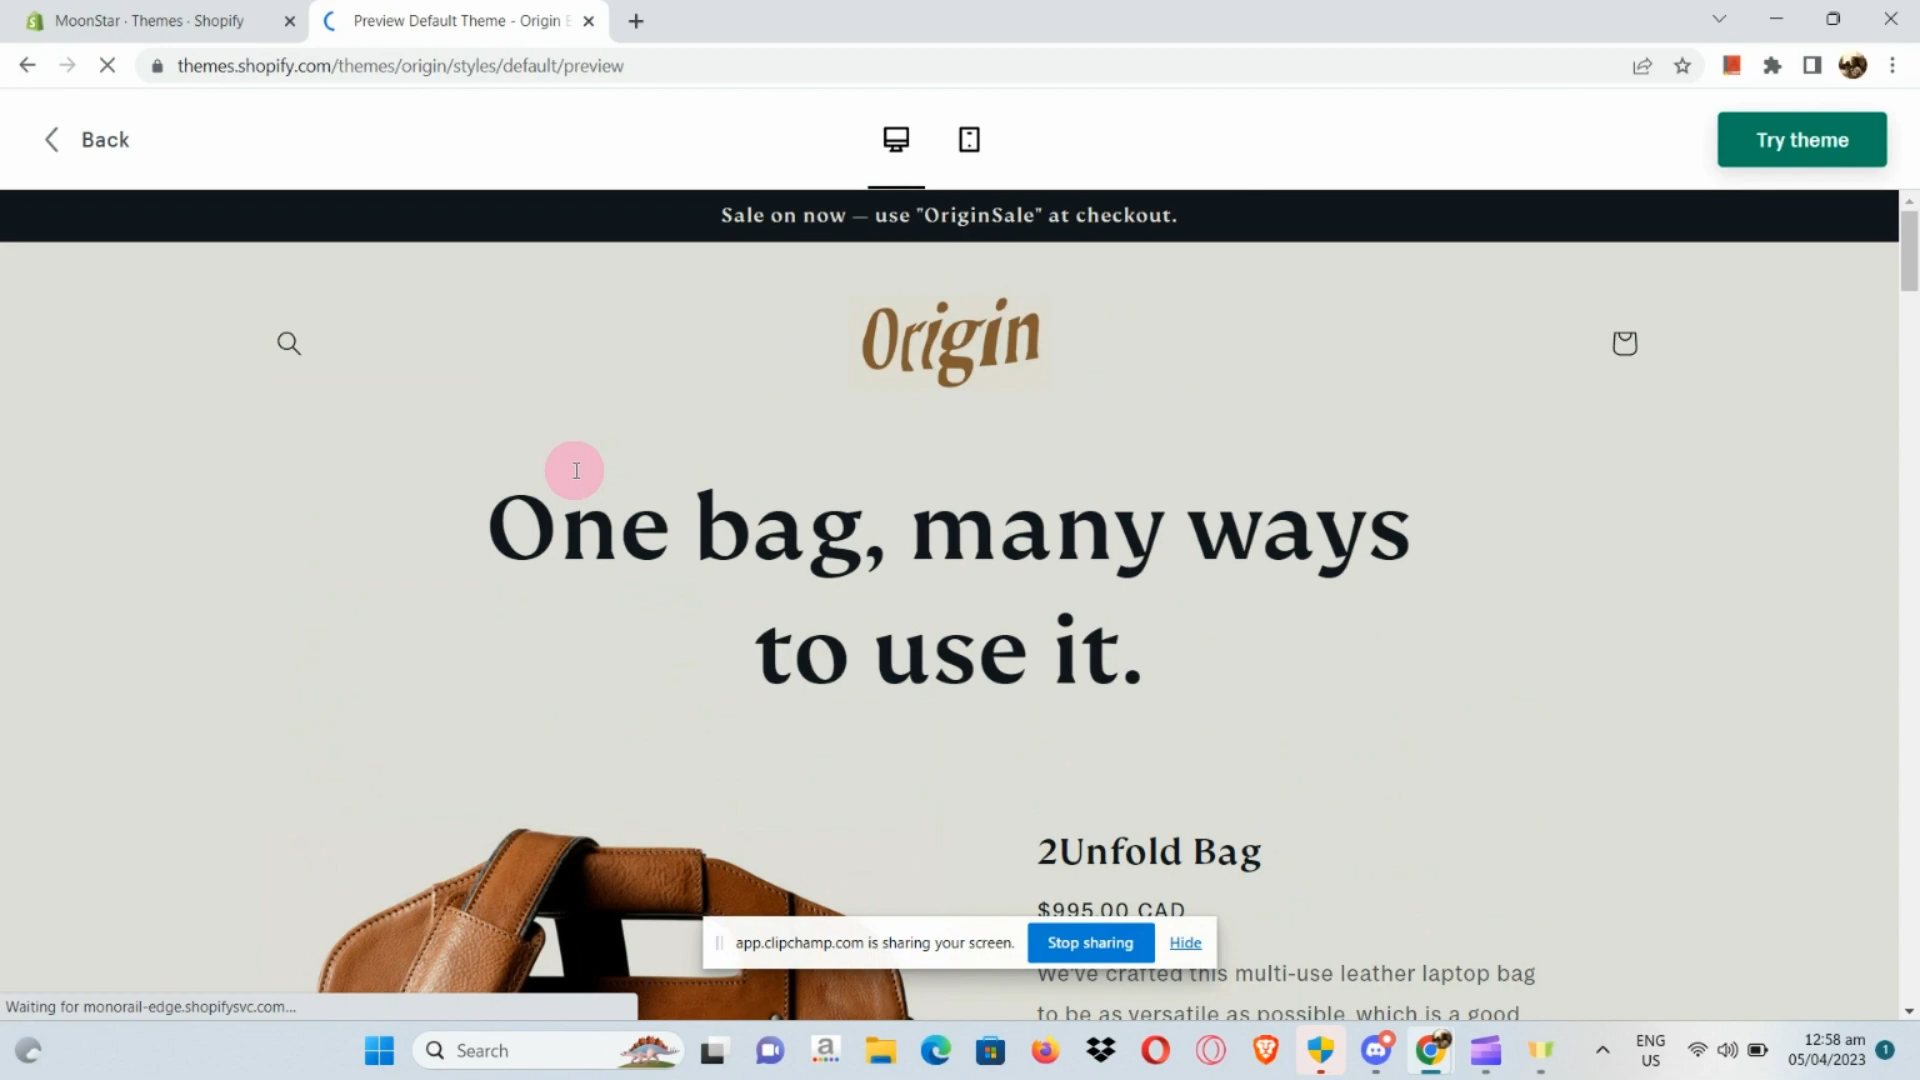 MoonStar · Themes · Shopify
Preview Default Theme - Origin
themes.shopify.com/themes/origin/styles/default/preview
Back
Try theme
Sale on now — use "OriginSale" at checkout.
Origin
One bag, many ways
to use it.
2Unfold Bag
$995.00 CAD
app.clipchamp.com is sharing your screen.
Stop sharing
Hide
We've crafted this multi-use leather laptop bag
to be as versatile as possible, which is a good
Waiting for monorail-edge.shopifysvc.com...
Search
ENG
US
12:58 am
05/04/2023
1